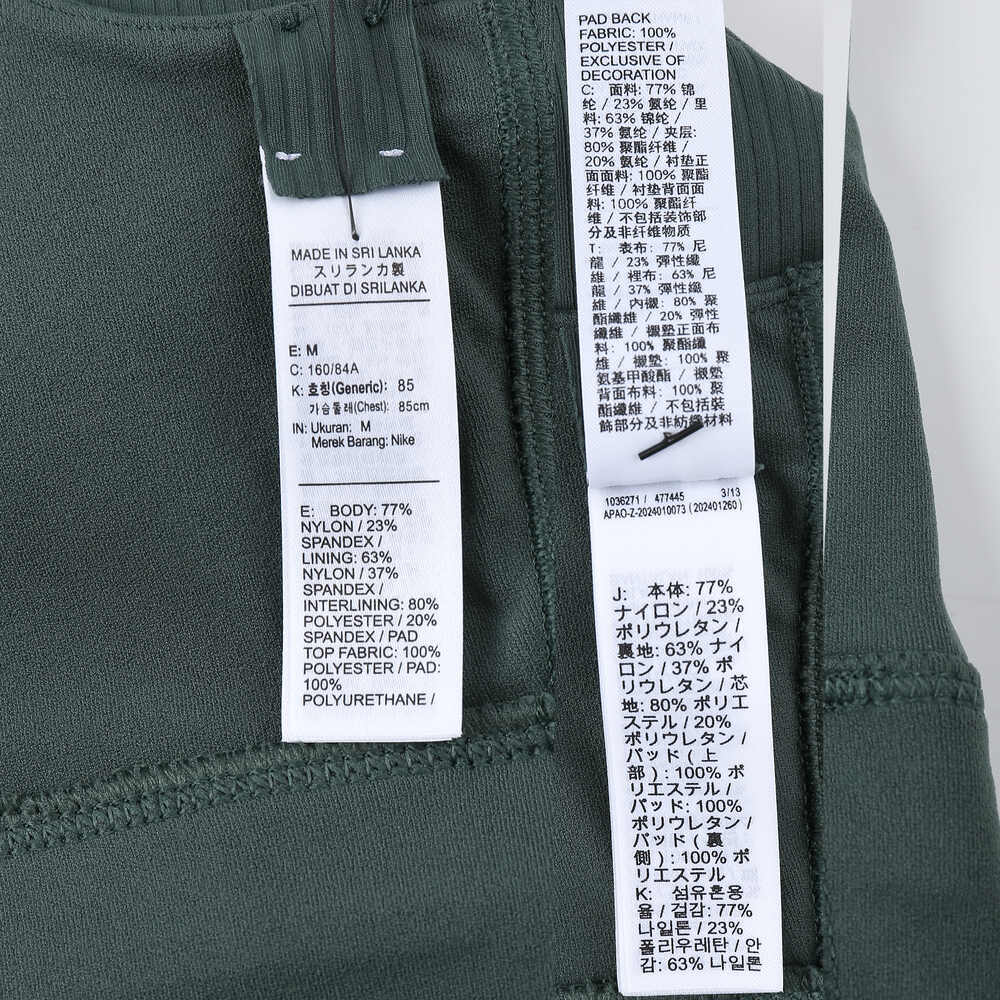 MADE IN SRI LANKA
スリランカ製
DIBUAT DI SRILANKA
E: M
C: 160/84A
K: 호칭(Generic): 85
가슴둘레(Chest): 85cm
IN: Ukuran: M
Merek Barang: Nike
E: BODY: 77%
NYLON / 23%
SPANDEX /
LINING: 63%
NYLON / 37%
SPANDEX /
INTERLINING: 80%
POLYESTER / 20%
SPANDEX / PAD
TOP FABRIC: 100%
POLYESTER / PAD:
100%
POLYURETHANE /
PAD BACK
FABRIC: 100%
POLYESTER /
EXCLUSIVE OF
DECORATION
C: 面料: 77% 锦
纶 / 23% 氨纶 / 里
料: 63% 锦纶 /
37% 氨纶 / 夹层:
80% 聚酯纤维 /
20% 氨纶 / 衬垫正
面面料: 100% 聚酯
纤维 / 衬垫背面面
料: 100% 聚酯纤
维 / 不包括装饰部
分及非纤维物质
T: 表布: 77% 尼
龍 / 23% 彈性纖
維 / 裡布: 63% 尼
龍 / 37% 彈性纖
維 / 內襯: 80% 聚
酯纖維 / 20% 彈性
纖維 / 襯墊正面布
料: 100% 聚酯纖
維 / 襯墊: 100% 聚
氨基甲酸酯 / 襯墊
背面布料: 100% 聚
酯纖維 / 不包括裝
飾部分及非紡織材料
1036271 / 477445 3/13
APAO-Z-2024010073 ( 202401260 )
J: 本体: 77%
ナイロン / 23%
ポリウレタン /
裏地: 63% ナイ
ロン / 37% ポ
リウレタン / 芯
地: 80% ポリエ
ステル / 20%
ポリウレタン /
パッド ( 上
部 ) : 100% ポ
リエステル /
パッド: 100%
ポリウレタン /
パッド ( 裏
側 ) : 100% ポ
リエステル
K: 섬유혼용
율 / 겉감: 77%
나일론 / 23%
폴리우레탄 / 안
감: 63% 나일론